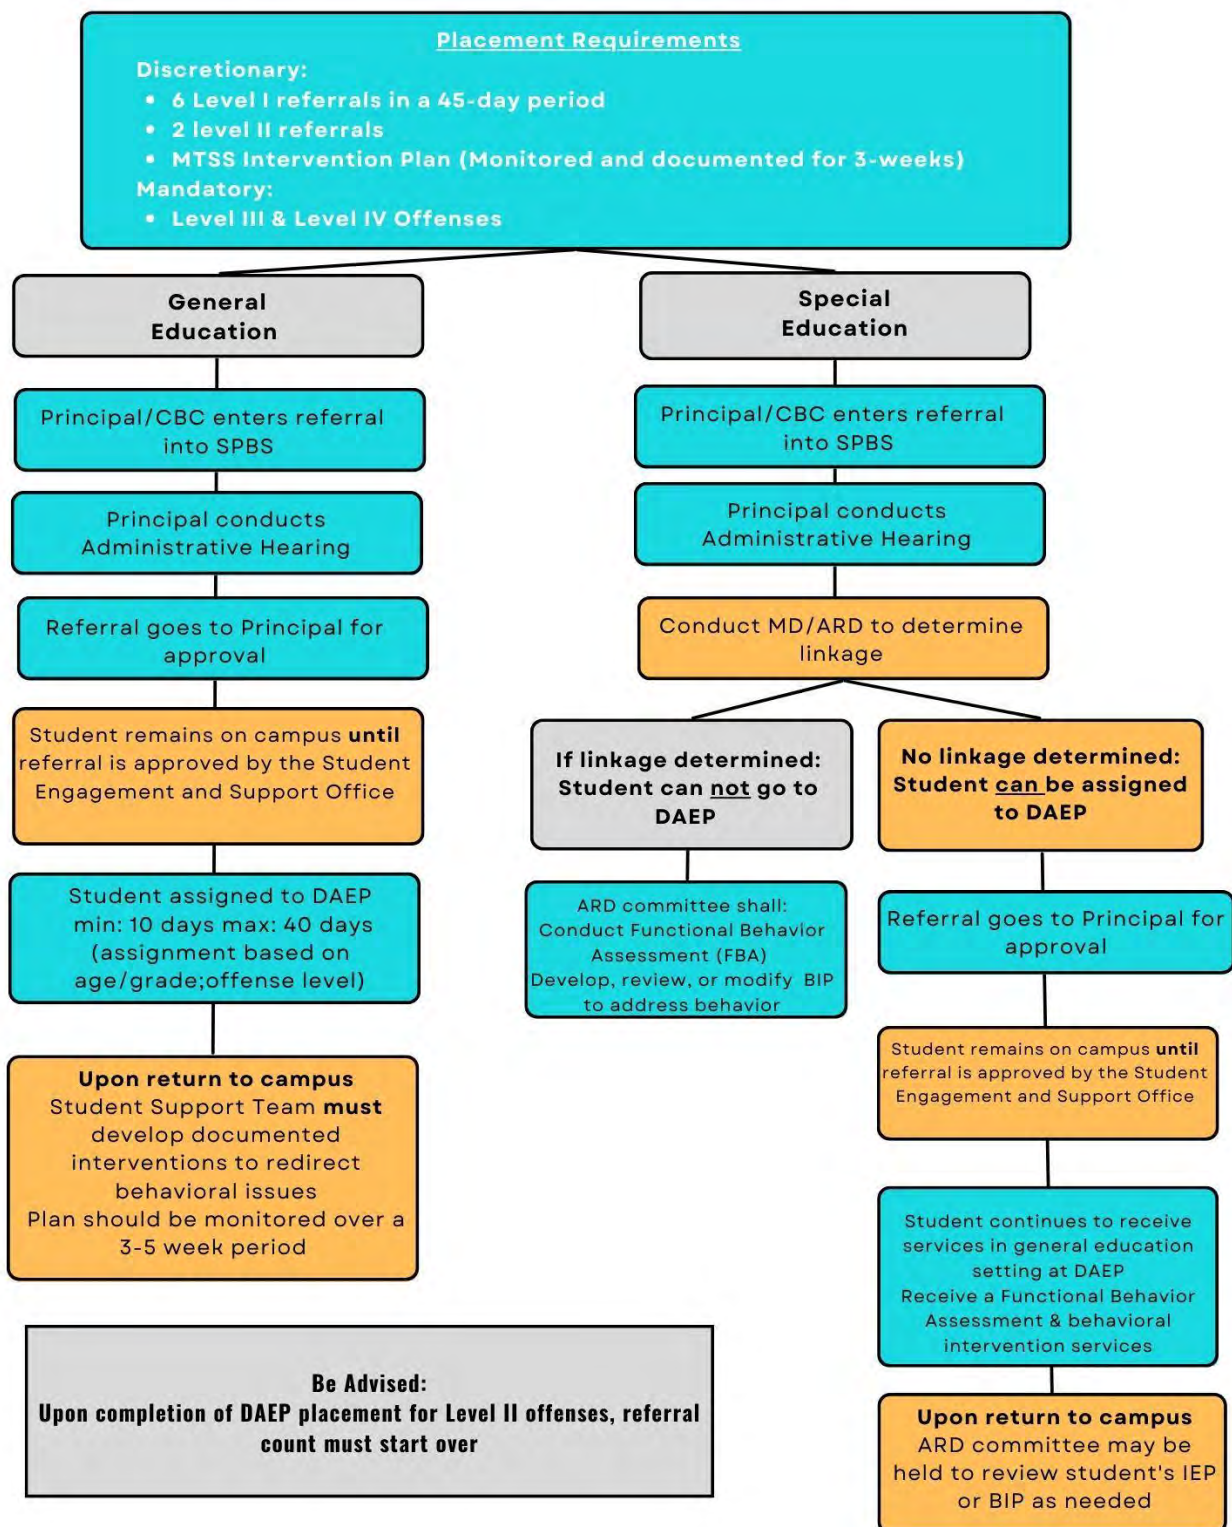 Placement Requirements
Discretionary:
• 6 Level I referrals in a 45-day period
• 2 level II referrals
• MTSS Intervention Plan (Monitored and documented for 3-weeks)
Mandatory:
• Level III & Level IV Offenses
General
Education
Principal/CBC enters referral
into SPBS
Principal conducts
Administrative Hearing
Referral goes to Principal for
approval
Student remains on campus until
referral is approved by the Student
Engagement and Support Office
Student assigned to DAEP
min: 10 days max: 40 days
(assignment based on
age/grade;offense level)
Upon return to campus
Student Support Team must
develop documented
interventions to redirect
behavioral issues
Plan should be monitored over a
3-5 week period
Special
Education
Principal/CBC enters referral
into SPBS
Principal conducts
Administrative Hearing
Conduct MD/ARD to determine
linkage
If linkage determined:
Student can not go to
DAEP
ARD committee shall:
Conduct Functional Behavior
Assessment (FBA)
Develop, review, or modify BIP
to address behavior
No linkage determined:
Student can be assigned
to DAEP
Referral goes to Principal for
approval
Student remains on campus until
referral is approved by the Student
Engagement and Support Office
Student continues to receive
services in general education
setting at DAEP
Receive a Functional Behavior
Assessment & behavioral
intervention services
Upon return to campus
ARD committee may be
held to review student's IEP
or BIP as needed
Be Advised:
Upon completion of DAEP placement for Level II offenses, referral
count must start over